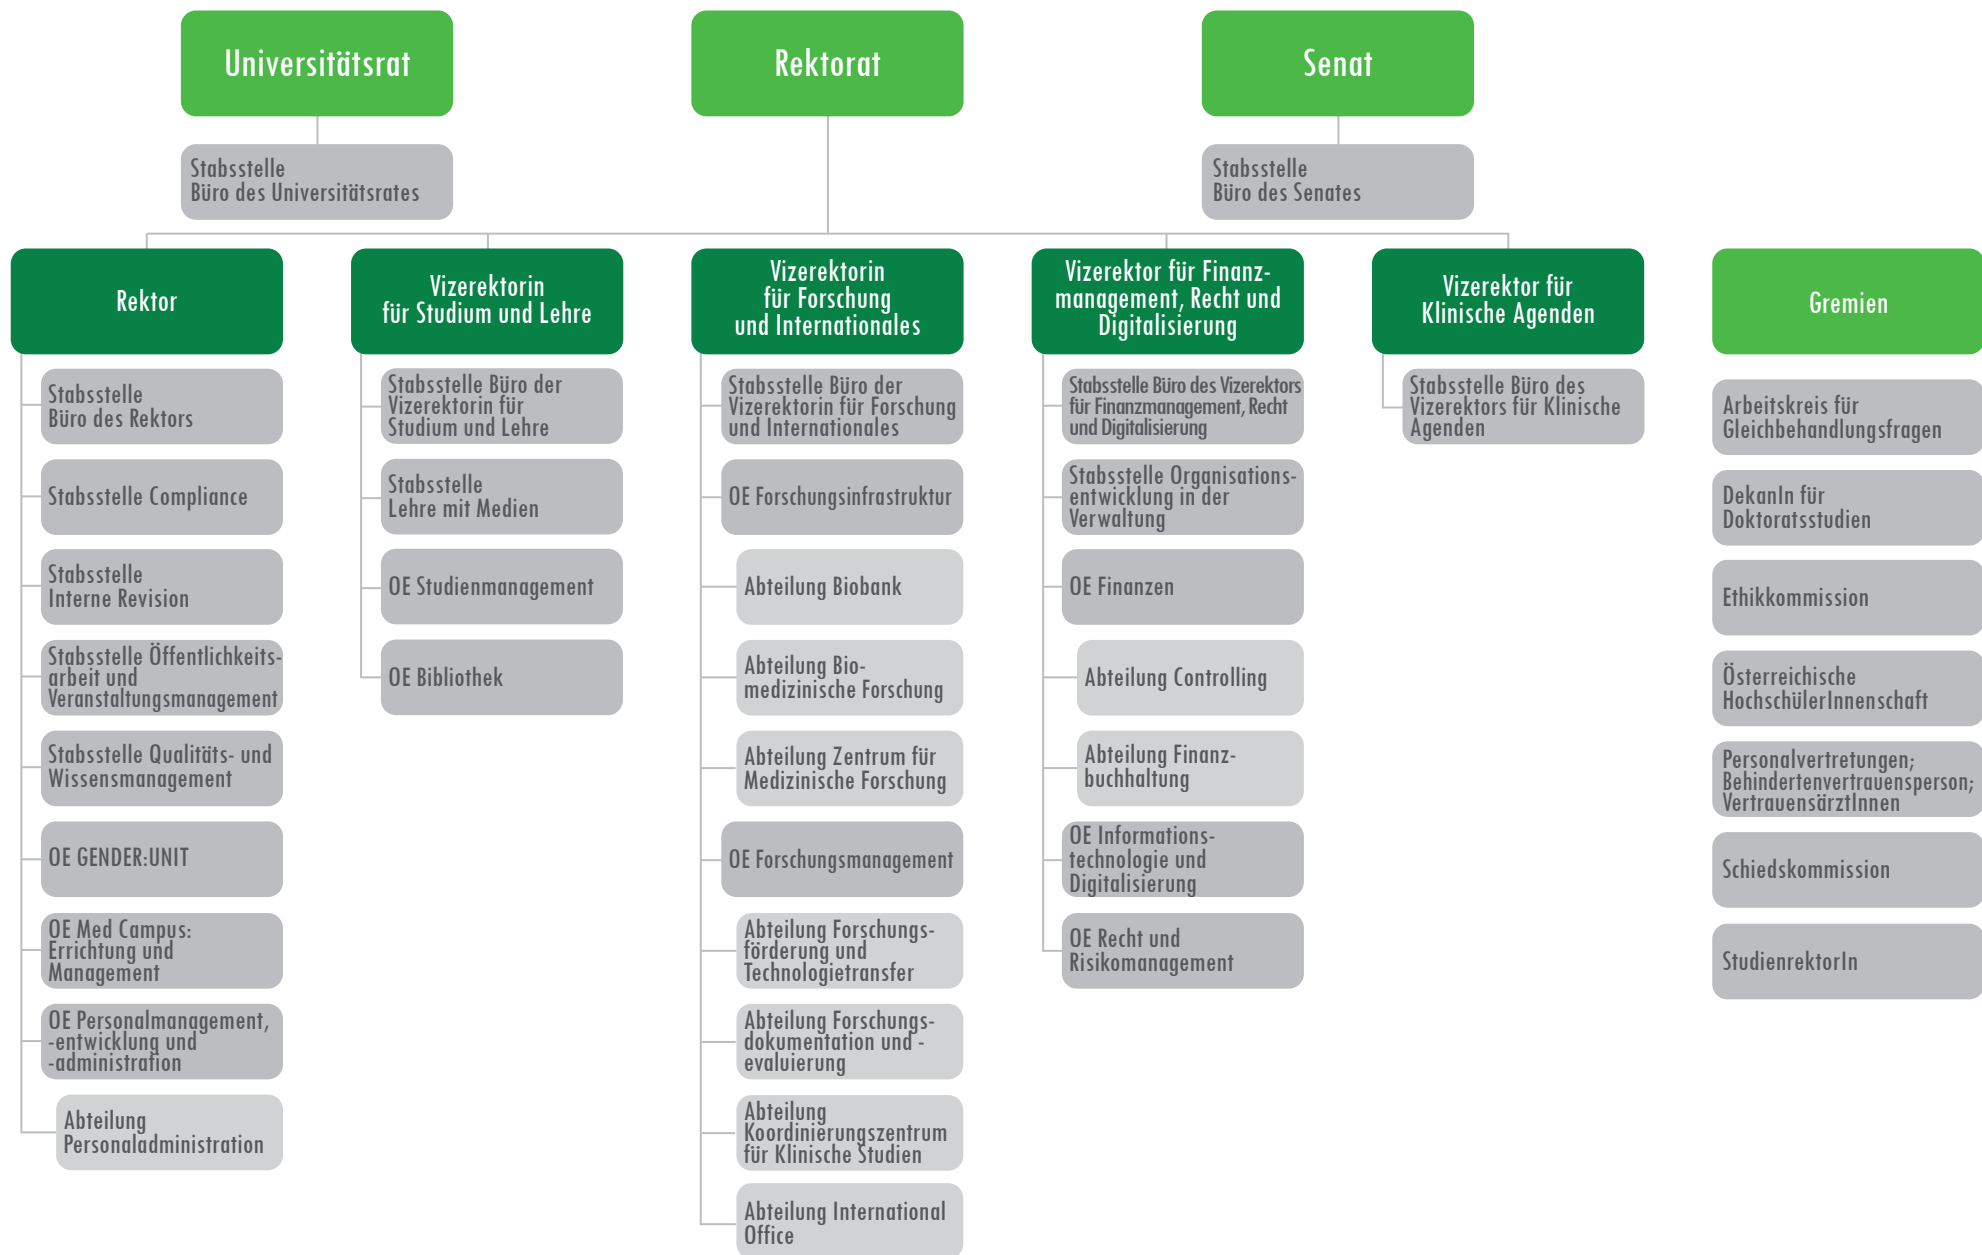 Universitätsrat
Rektorat
Senat
Stabsstelle
Büro des Universitätsrates
Stabsstelle
Büro des Senates
Rektor
Stabsstelle
Büro des Rektors
Stabsstelle Compliance
Stabsstelle
Interne Revision
Stabsstelle Öffentlichkeits-
arbeit und
Veranstaltungsmanagement
Stabsstelle Qualitäts- und
Wissensmanagement
OE GENDER:UNIT
OE Med Campus:
Errichtung und
Management
OE Personalmanagement,
-entwicklung und
-administration
Abteilung
Personaladministration
Vizerektorin
für Studium und Lehre
Stabsstelle Büro der
Vizerektorin für
Studium und Lehre
Stabsstelle
Lehre mit Medien
OE Studienmanagement
OE Bibliothek
Vizerektorin
für Forschung
und Internationales
Stabsstelle Büro der
Vizerektorin für Forschung
und Internationales
OE Forschungsinfrastruktur
Abteilung Biobank
Abteilung Bio-
medizinische Forschung
Abteilung Zentrum für
Medizinische Forschung
OE Forschungsmanagement
Abteilung Forschungs-
förderung und
Technologietransfer
Abteilung Forschungs-
dokumentation und -
evaluierung
Abteilung
Koordinierungszentrum
für Klinische Studien
Abteilung International
Office
Vizerektor für Finanz-
management, Recht und
Digitalisierung
Stabsstelle Büro des Vizerektors
für Finanzmanagement, Recht
und Digitalisierung
Stabsstelle Organisations-
entwicklung in der
Verwaltung
OE Finanzen
Abteilung Controlling
Abteilung Finanz-
buchhaltung
OE Informations-
technologie und
Digitalisierung
OE Recht und
Risikomanagement
Vizerektor für
Klinische Agenden
Stabsstelle Büro des
Vizerektors für Klinische
Agenden
Gremien
Arbeitskreis für
Gleichbehandlungsfragen
DekanIn für
Doktoratsstudien
Ethikkommission
Österreichische
HochschülerInnenschaft
Personalvertretungen;
Behindertenvertrauensperson;
VertrauensärztInnen
Schiedskommission
StudienrektorIn